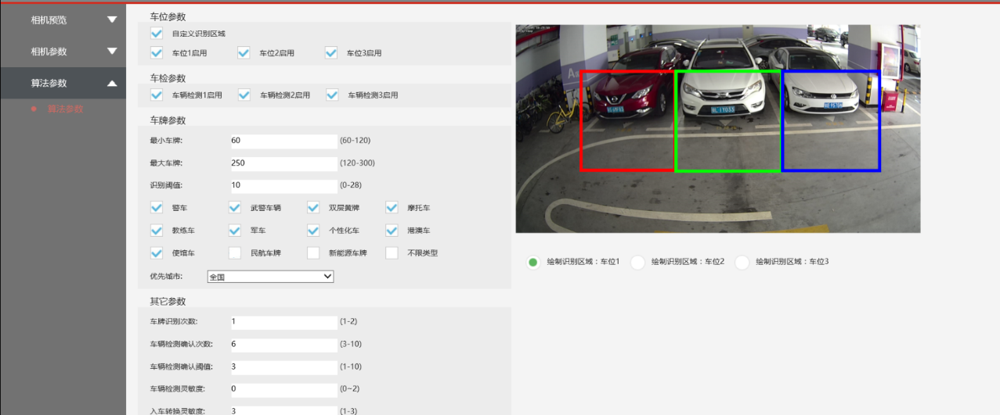 相机预览
相机参数
算法参数
算法参数
车位参数
自定义识别区域
车位1启用 车位2启用 车位3启用
车检参数
车辆检测1启用 车辆检测2启用 车辆检测3启用
车牌参数
最小车牌: 60 (60-120)
最大车牌: 250 (120-300)
识别阈值: 10 (0-28)
警车 武警车辆 双层黄牌 摩托车
教练车 军车 个性化车 港澳车
使馆车 民航车牌 新能源车牌 不限类型
优先城市: 全国
其它参数
车牌识别次数: 1 (1-2)
车辆检测确认次数: 6 (3-10)
车辆检测确认阈值: 3 (1-10)
车辆检测灵敏度: 0 (0~2)
入车转换灵敏度: 3 (1-3)
绘制识别区域：车位1 绘制识别区域：车位2 绘制识别区域：车位3